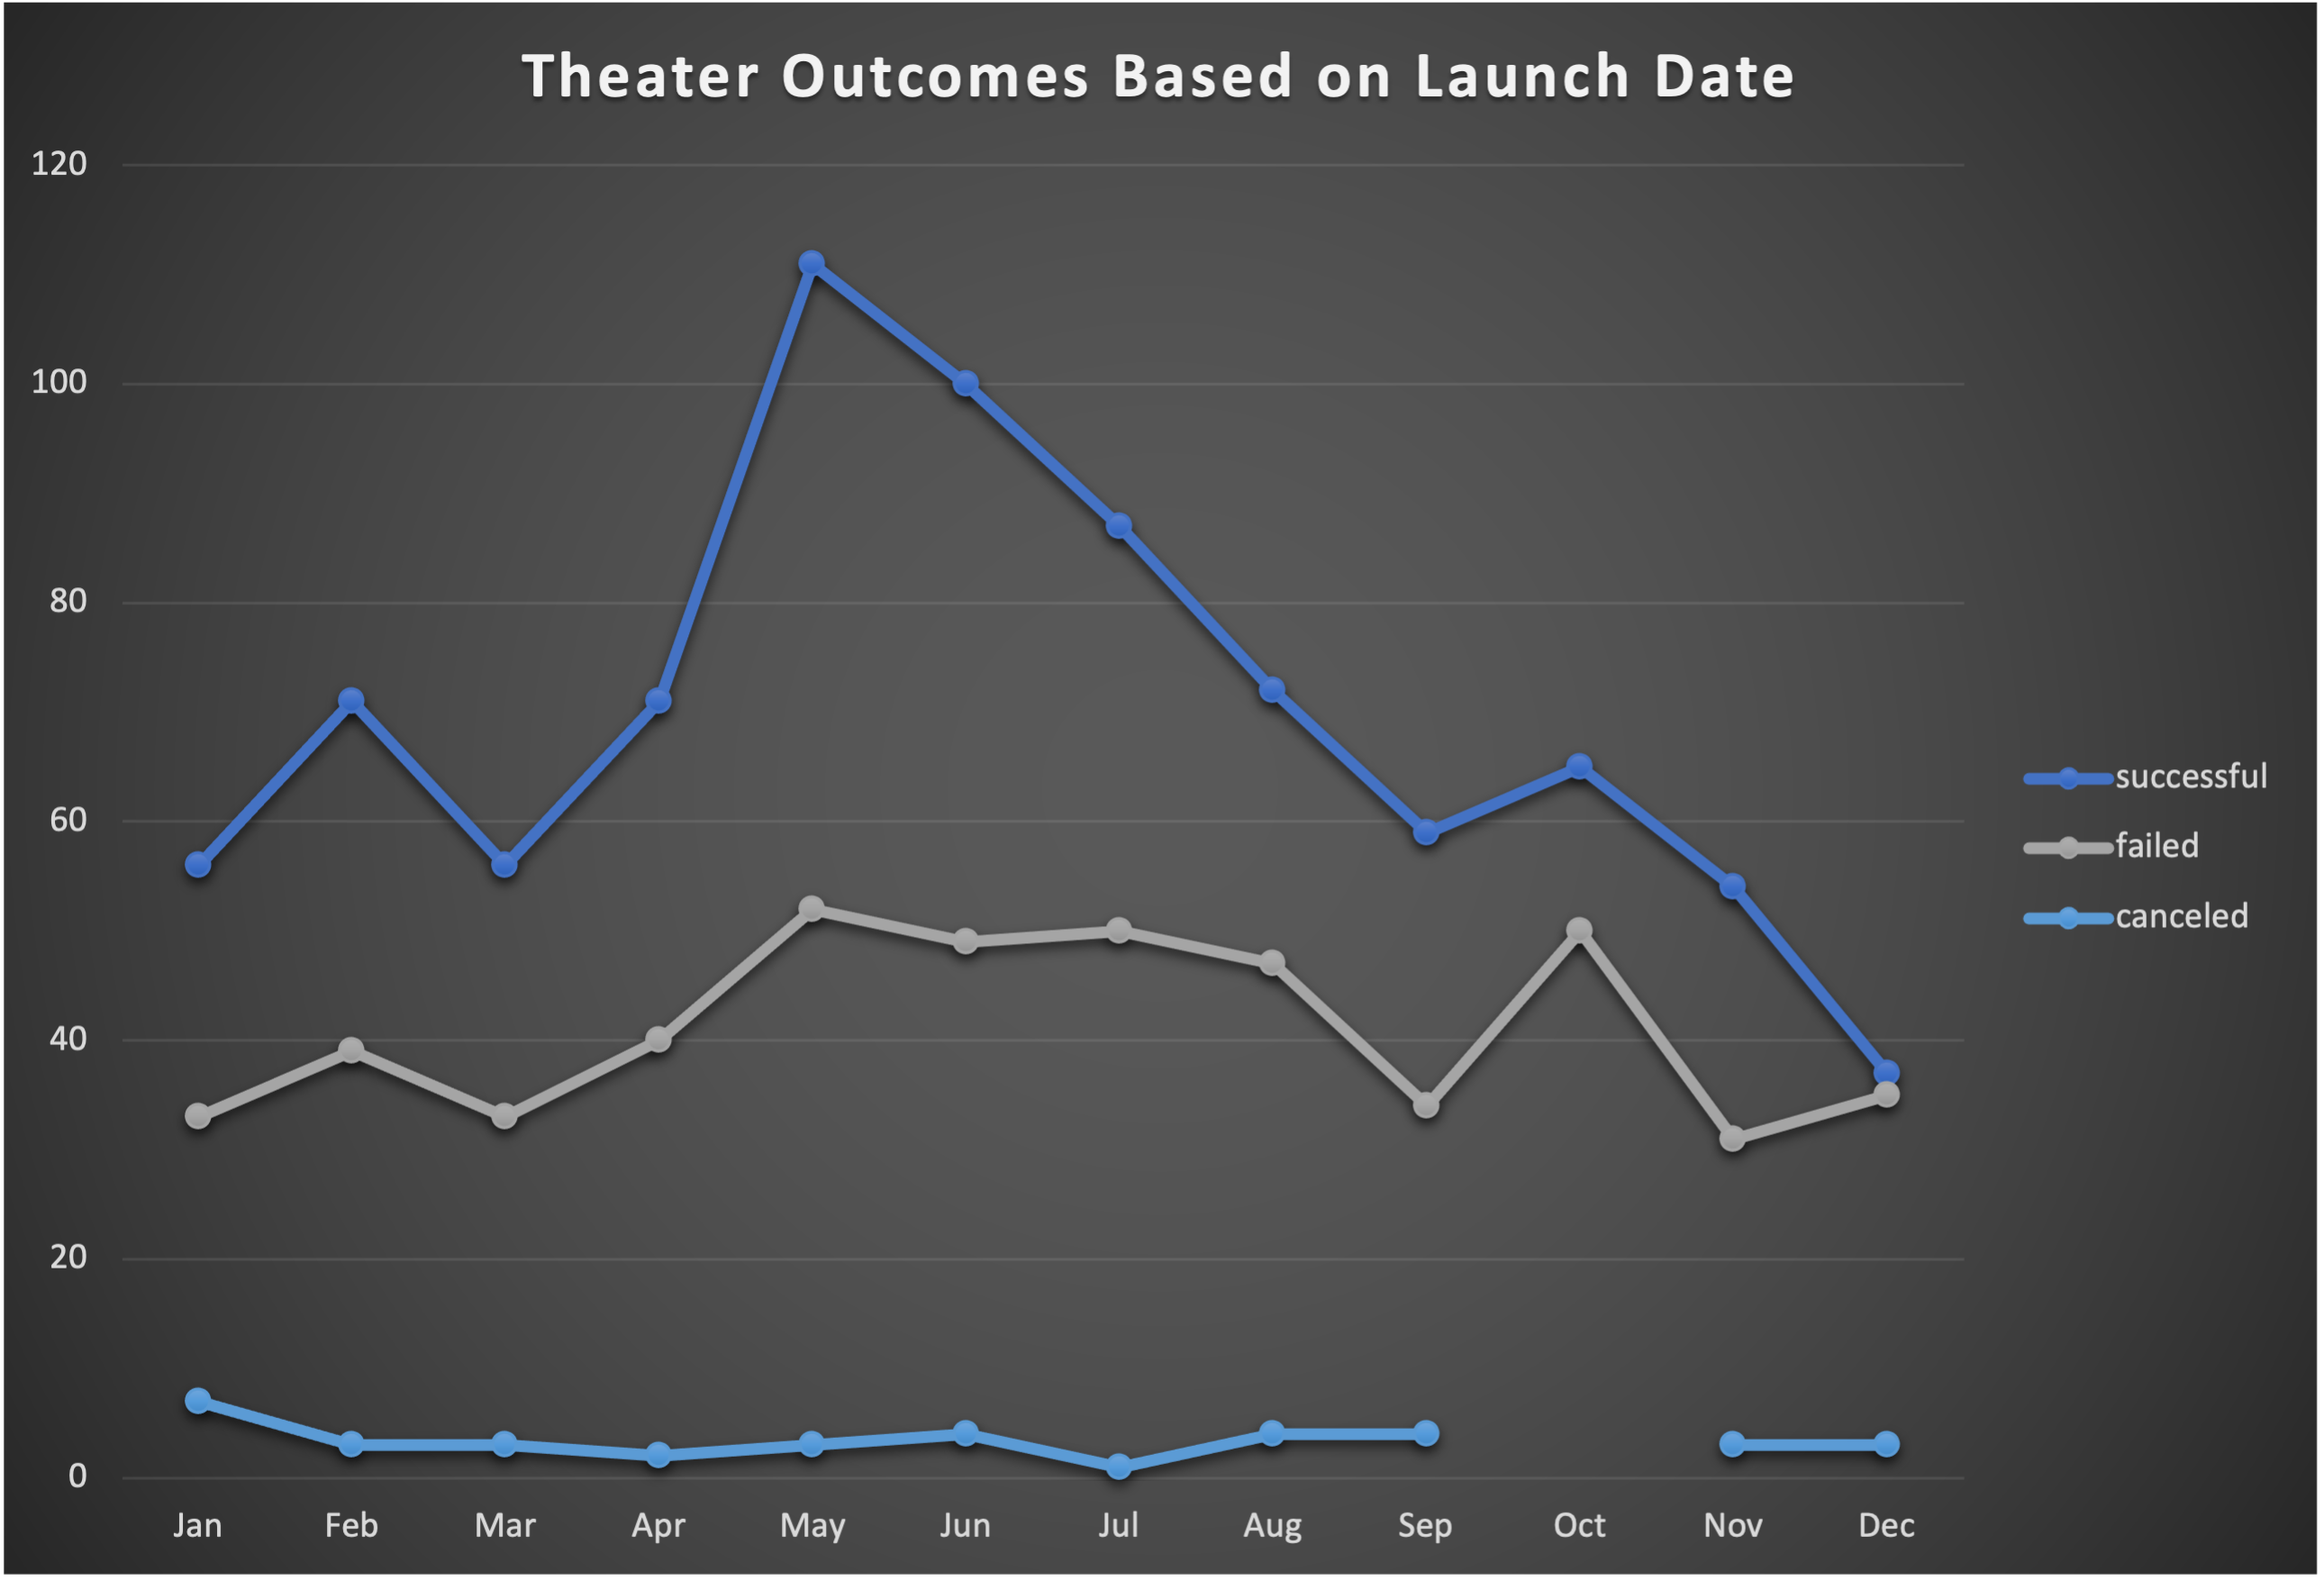 Theater Outcomes Based on Launch Date
120
100
80
60
40
20
0
Jan Feb Mar Apr May Jun Jul Aug Sep Oct Nov Dec
successful
failed
canceled